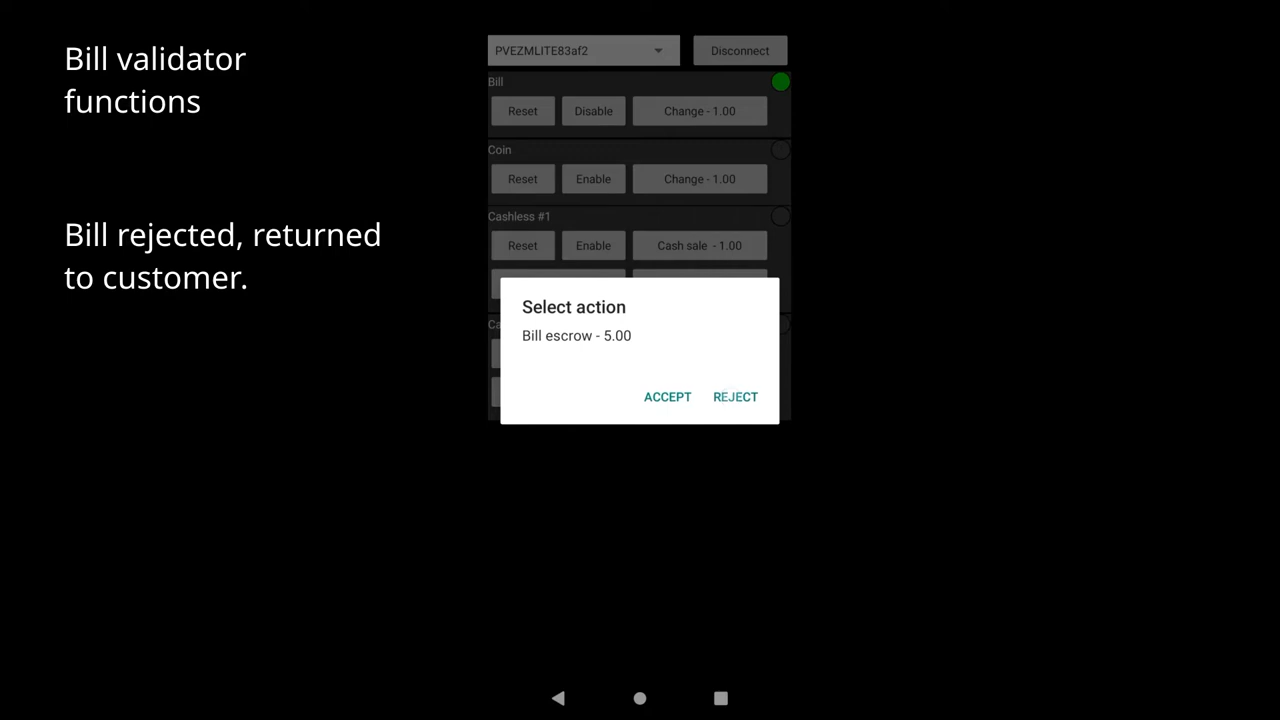 Bill validator
functions
Bill rejected, returned
to customer.
PVEZMLITE83af2
Disconnect
Bill
Reset
Disable
Change - 1.00
Coin
Reset
Enable
Change - 1.00
Cashless #1
Reset
Enable
Cash sale - 1.00
Ca
Select action
Bill escrow - 5.00
ACCEPT
REJECT